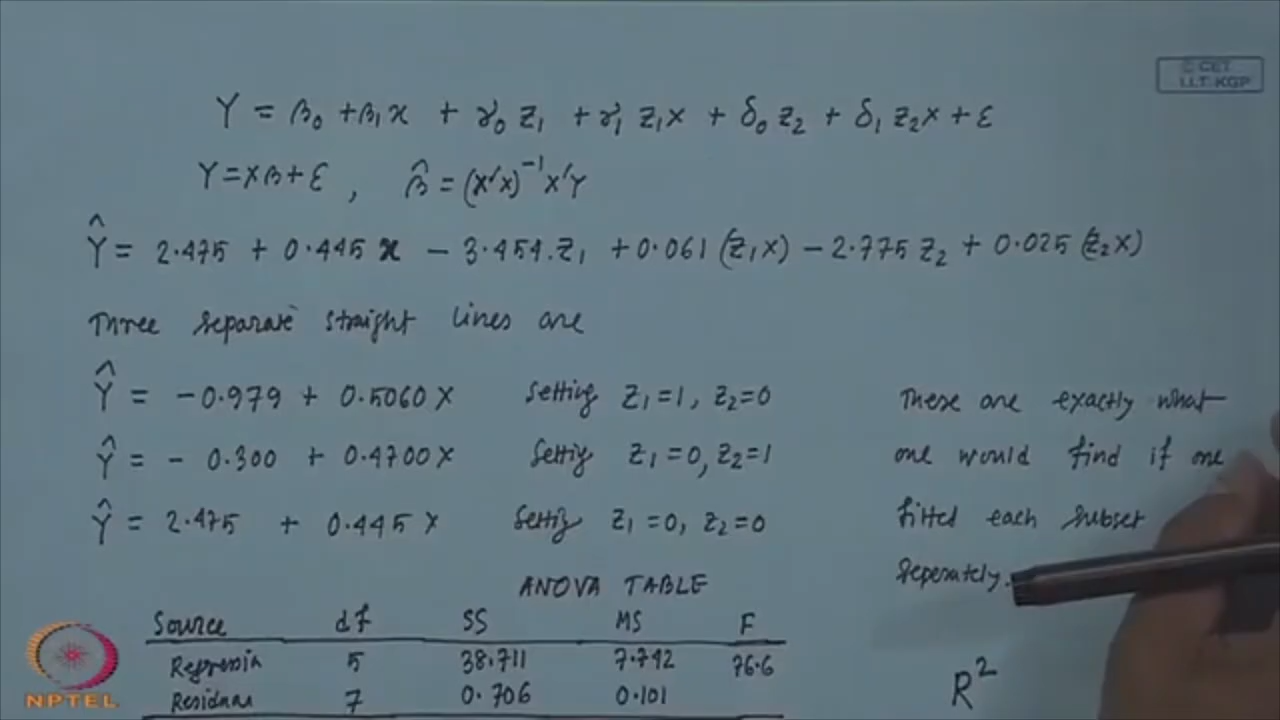 © CET
I.I.T. KGP
Y = β₀ + β₁x + γ₀ z₁ + γ₁ z₁x + δ₀ z₂ + δ₁ z₂x + ε
Y = Xβ + ε , β̂ = (X'X)⁻¹ X'Y
Ŷ = 2.475 + 0.445 x − 3.454. z₁ + 0.061 (z₁x) − 2.775 z₂ + 0.025 (z₂x)
Three separate straight lines are
Ŷ = −0.979 + 0.5060 X Setting z₁=1, z₂=0
Ŷ = − 0.300 + 0.4700X Settig z₁=0, z₂=1
Ŷ = 2.475 + 0.445 X Settig z₁=0, z₂=0
These are exactly what
one would find if one
fitted each subset
seperately.
ANOVA TABLE
Source df SS MS F
Regression 5 38.711 7.742 76.6
Residual 7 0.706 0.101
R²
NPTEL